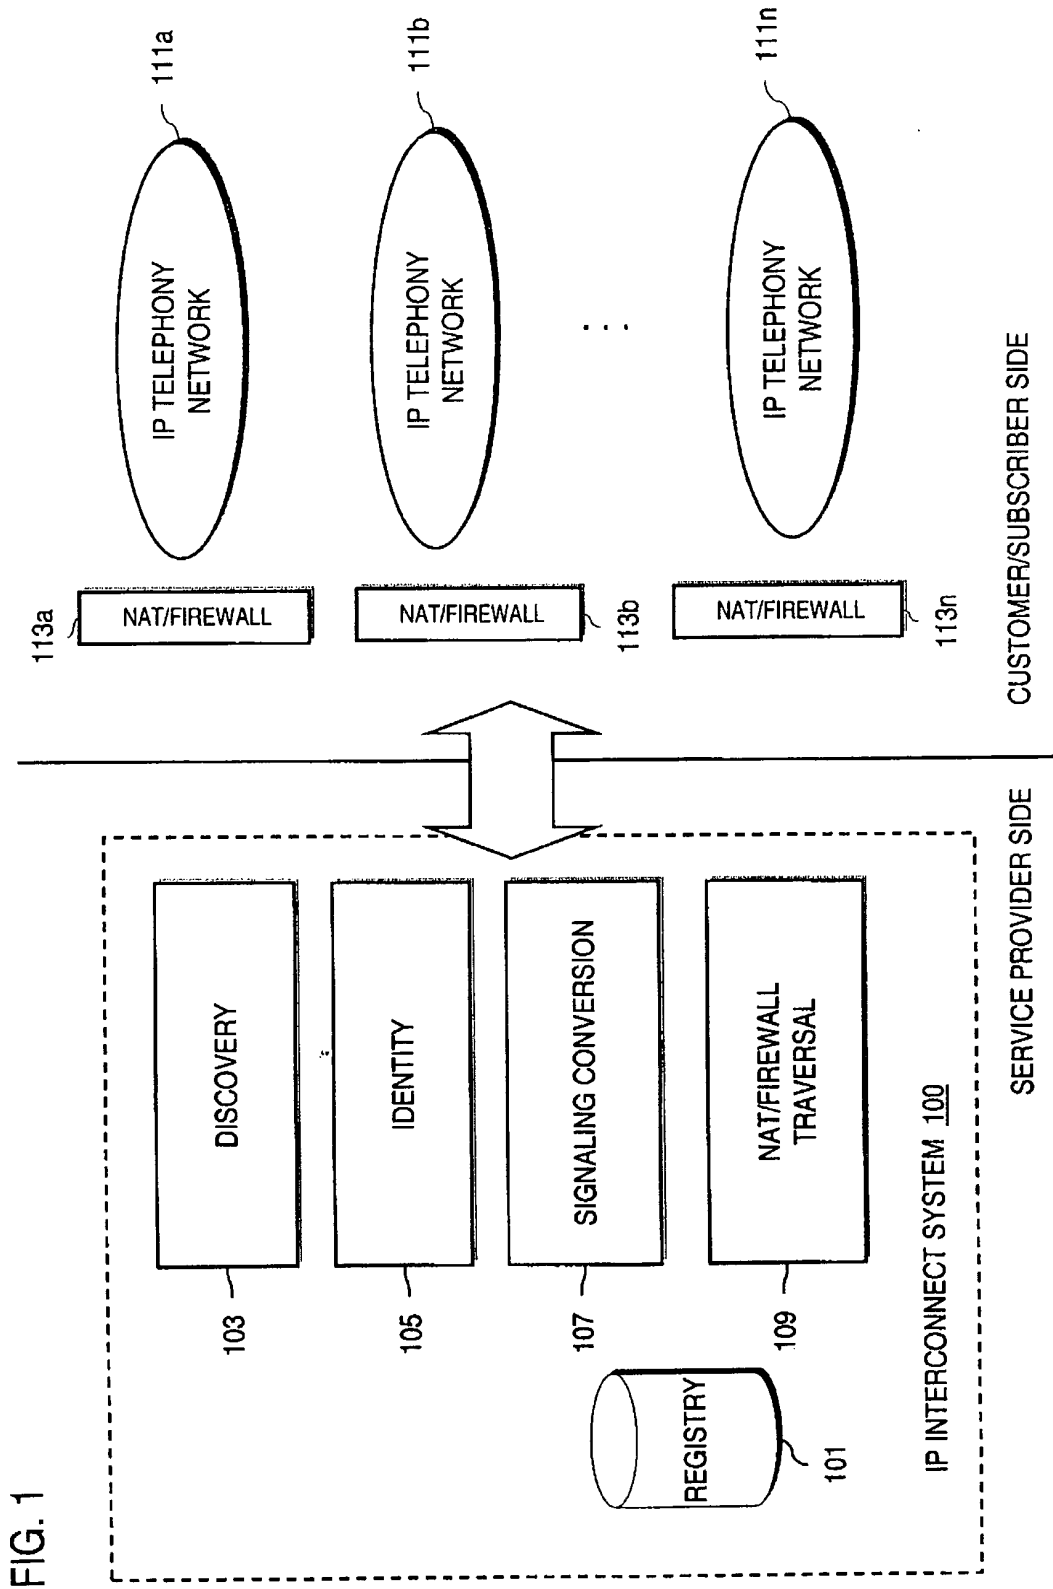 FIG. 1
103
DISCOVERY
105
IDENTITY
107
SIGNALING CONVERSION
109
NAT/FIREWALL
TRAVERSAL
REGISTRY
101
IP INTERCONNECT SYSTEM 100
SERVICE PROVIDER SIDE
113a
NAT/FIREWALL
IP TELEPHONY
NETWORK
111a
NAT/FIREWALL
113b
IP TELEPHONY
NETWORK
111b
. . .
NAT/FIREWALL
113n
IP TELEPHONY
NETWORK
111n
CUSTOMER/SUBSCRIBER SIDE